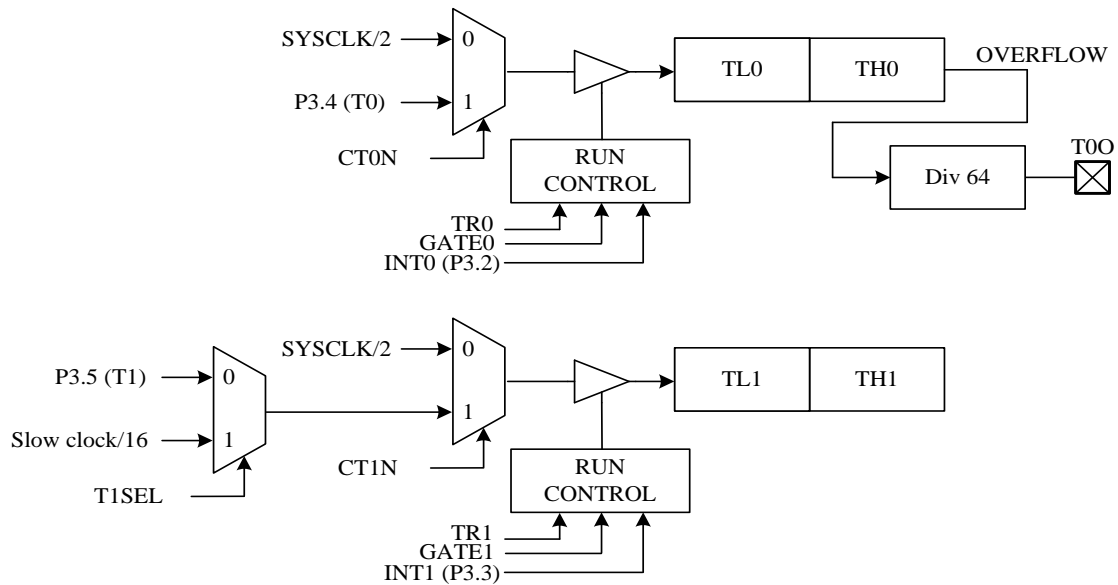 SYSCLK/2
0
P3.4 (T0)
1
CT0N
RUN
CONTROL
TR0
GATE0
INT0 (P3.2)
TL0
TH0
OVERFLOW
Div 64
T0O
P3.5 (T1)
0
Slow clock/16
1
T1SEL
SYSCLK/2
0
1
CT1N
RUN
CONTROL
TR1
GATE1
INT1 (P3.3)
TL1
TH1